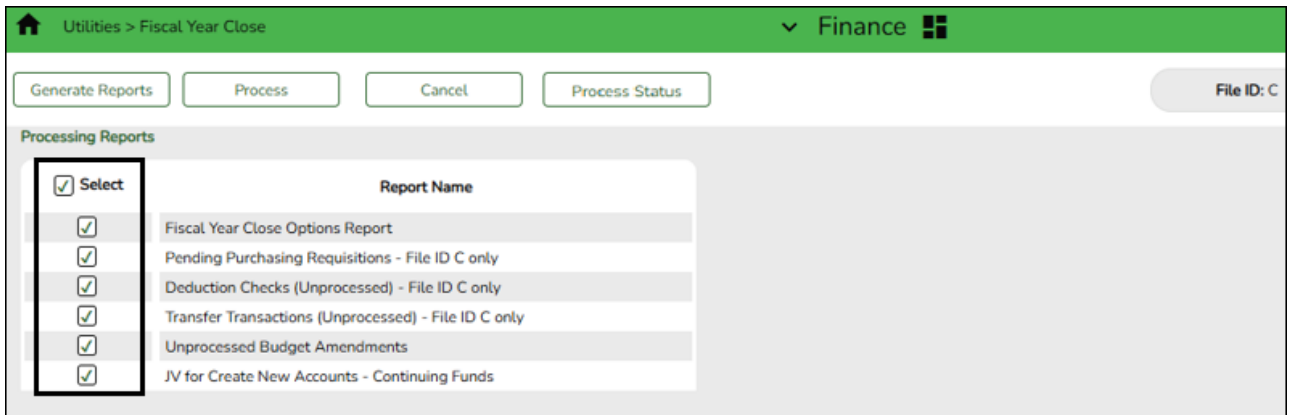 Utilities > Fiscal Year Close
Finance
Generate Reports Process Cancel Process Status File ID: C
Processing Reports
Select Report Name
Fiscal Year Close Options Report
Pending Purchasing Requisitions - File ID C only
Deduction Checks (Unprocessed) - File ID C only
Transfer Transactions (Unprocessed) - File ID C only
Unprocessed Budget Amendments
JV for Create New Accounts - Continuing Funds